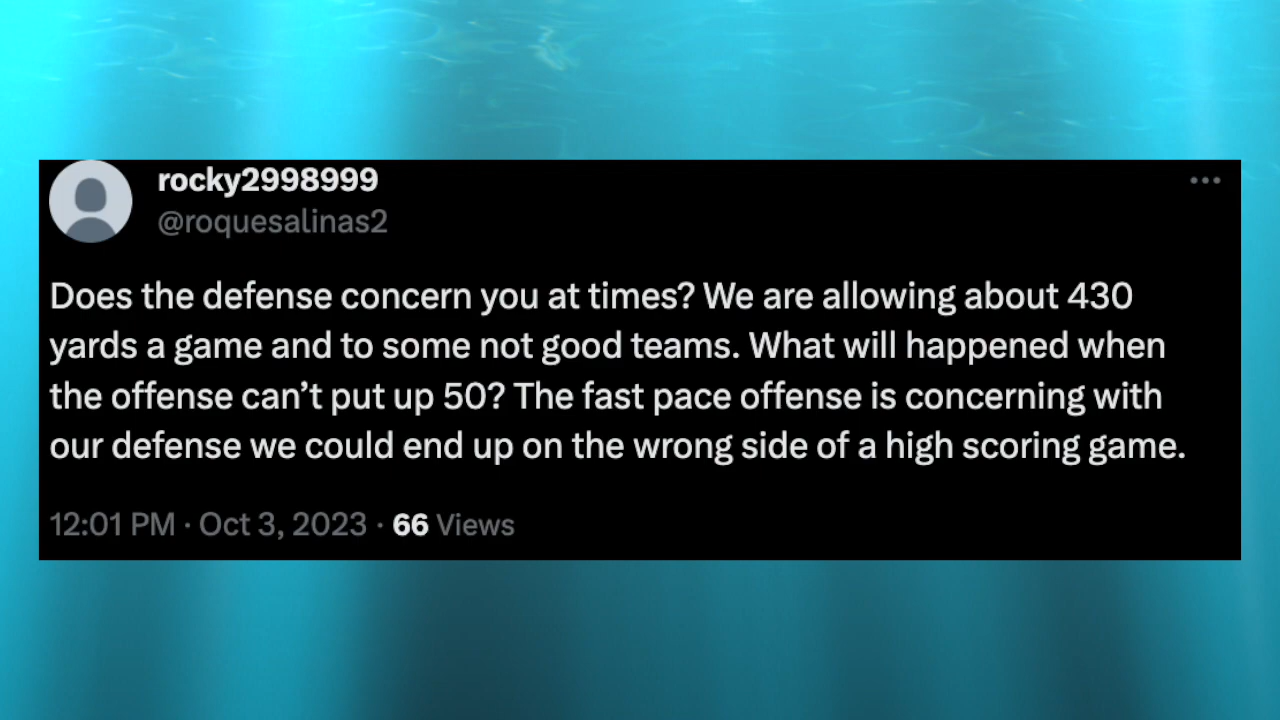 rocky2998999
@roquesalinas2
Does the defense concern you at times? We are allowing about 430
yards a game and to some not good teams. What will happened when
the offense can’t put up 50? The fast pace offense is concerning with
our defense we could end up on the wrong side of a high scoring game.
12:01 PM · Oct 3, 2023 · 66 Views